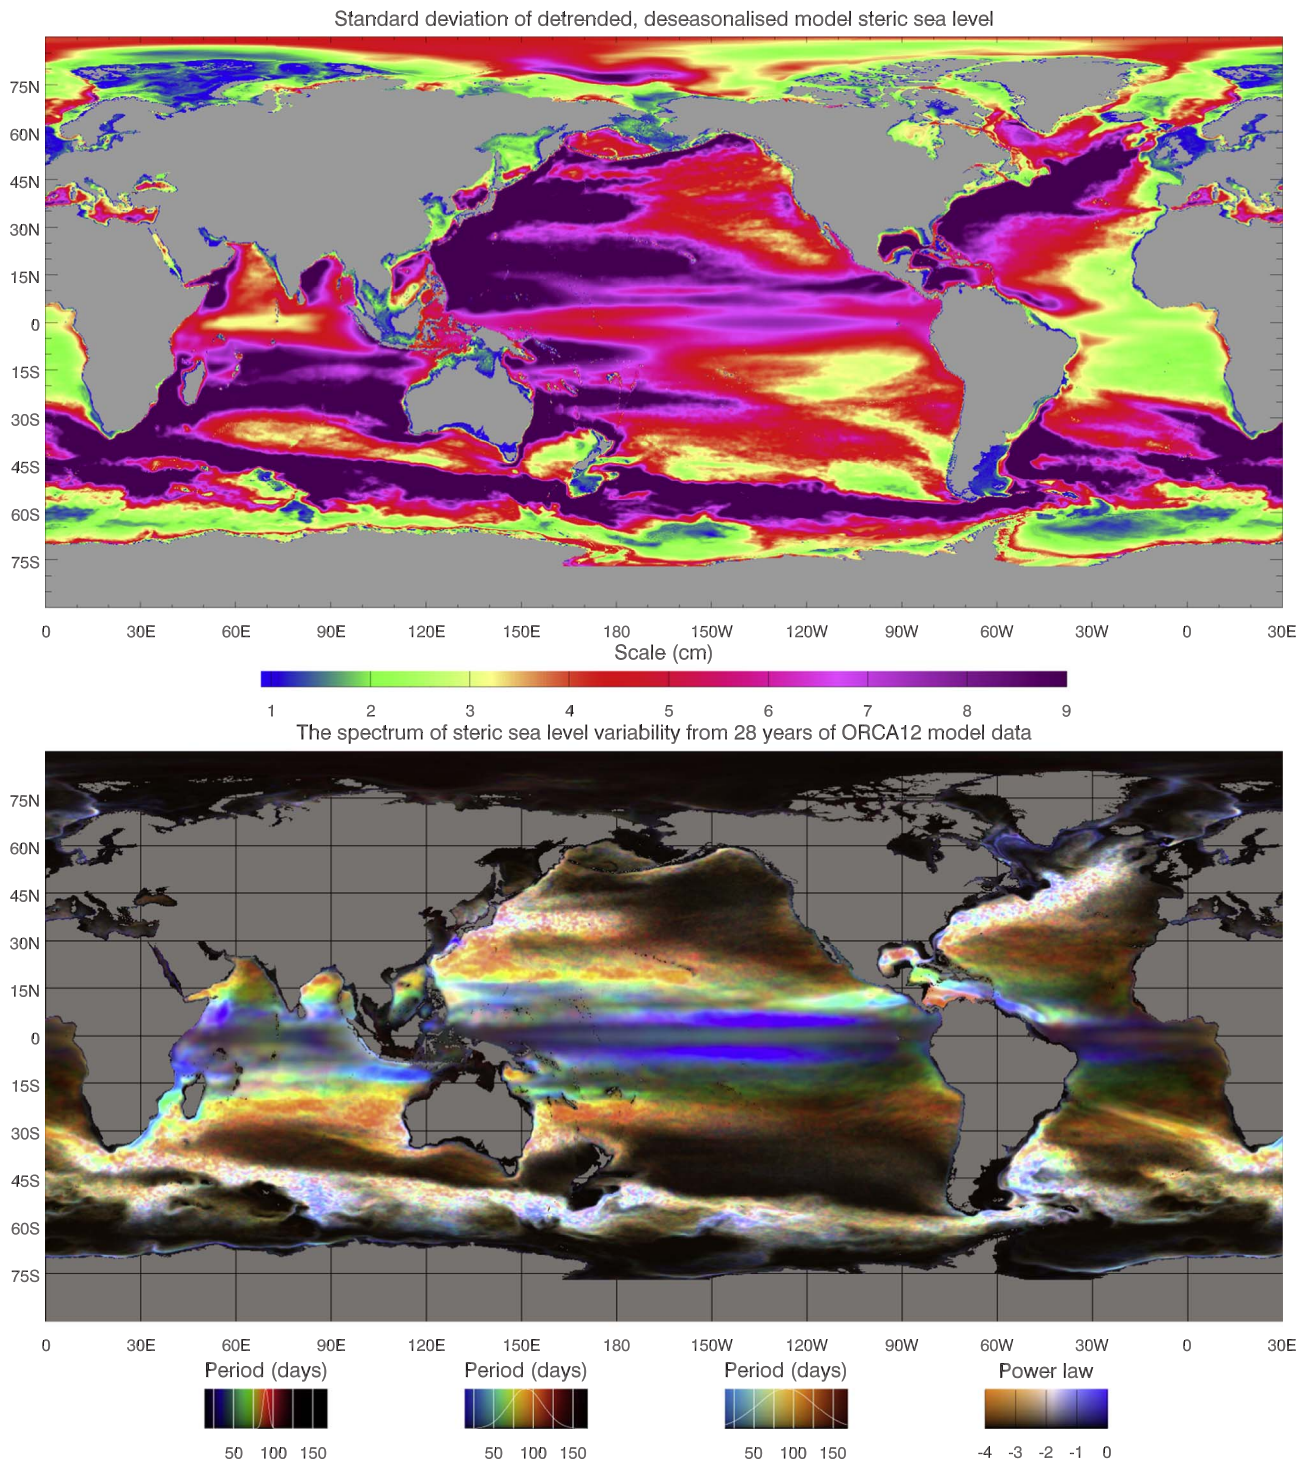 Standard deviation of detrended, deseasonalised model steric sea level
75N
60N
45N
30N
15N
0
15S
30S
45S
60S
75S
0 30E 60E 90E 120E 150E 180 150W 120W 90W 60W 30W 0 30E
Scale (cm)
1 2 3 4 5 6 7 8 9
The spectrum of steric sea level variability from 28 years of ORCA12 model data
75N
60N
45N
30N
15N
0
15S
30S
45S
60S
75S
0 30E 60E 90E 120E 150E 180 150W 120W 90W 60W 30W 0 30E
Period (days) Period (days) Period (days) Power law
50 100 150 50 100 150 50 100 150 -4 -3 -2 -1 0